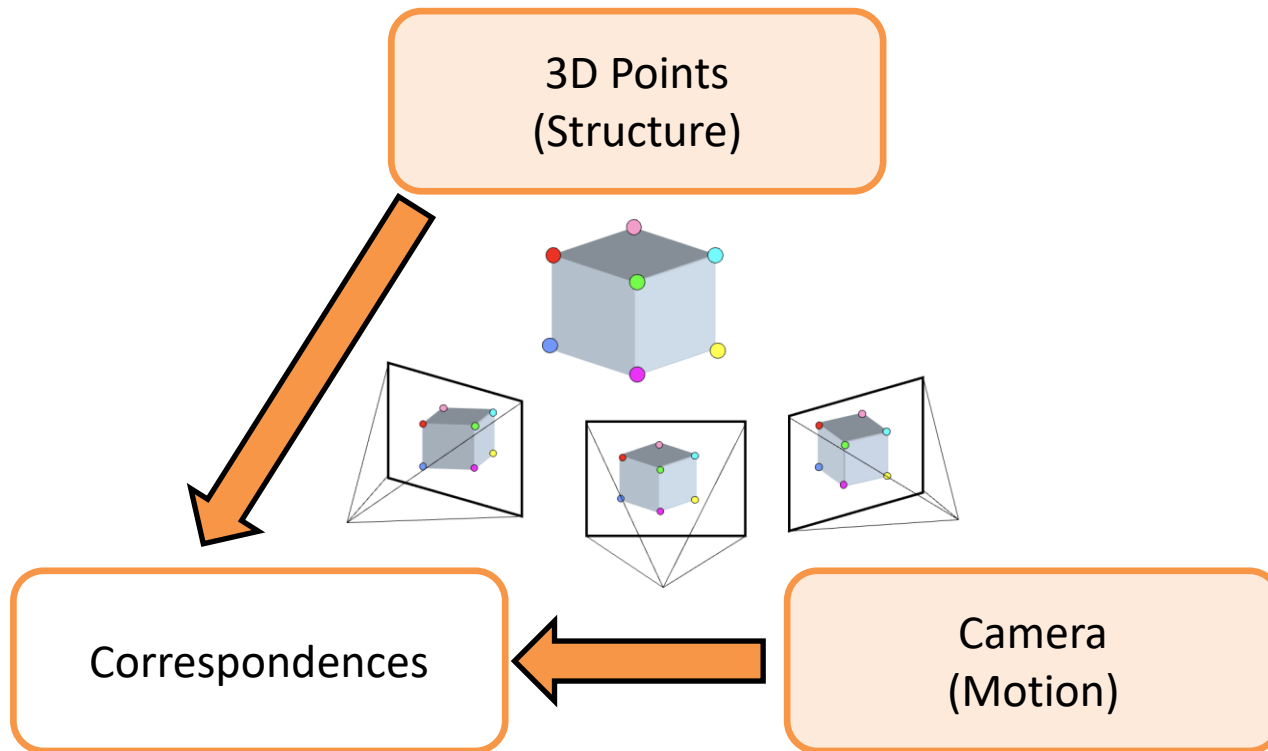 3D Points
(Structure)
Correspondences
Camera
(Motion)